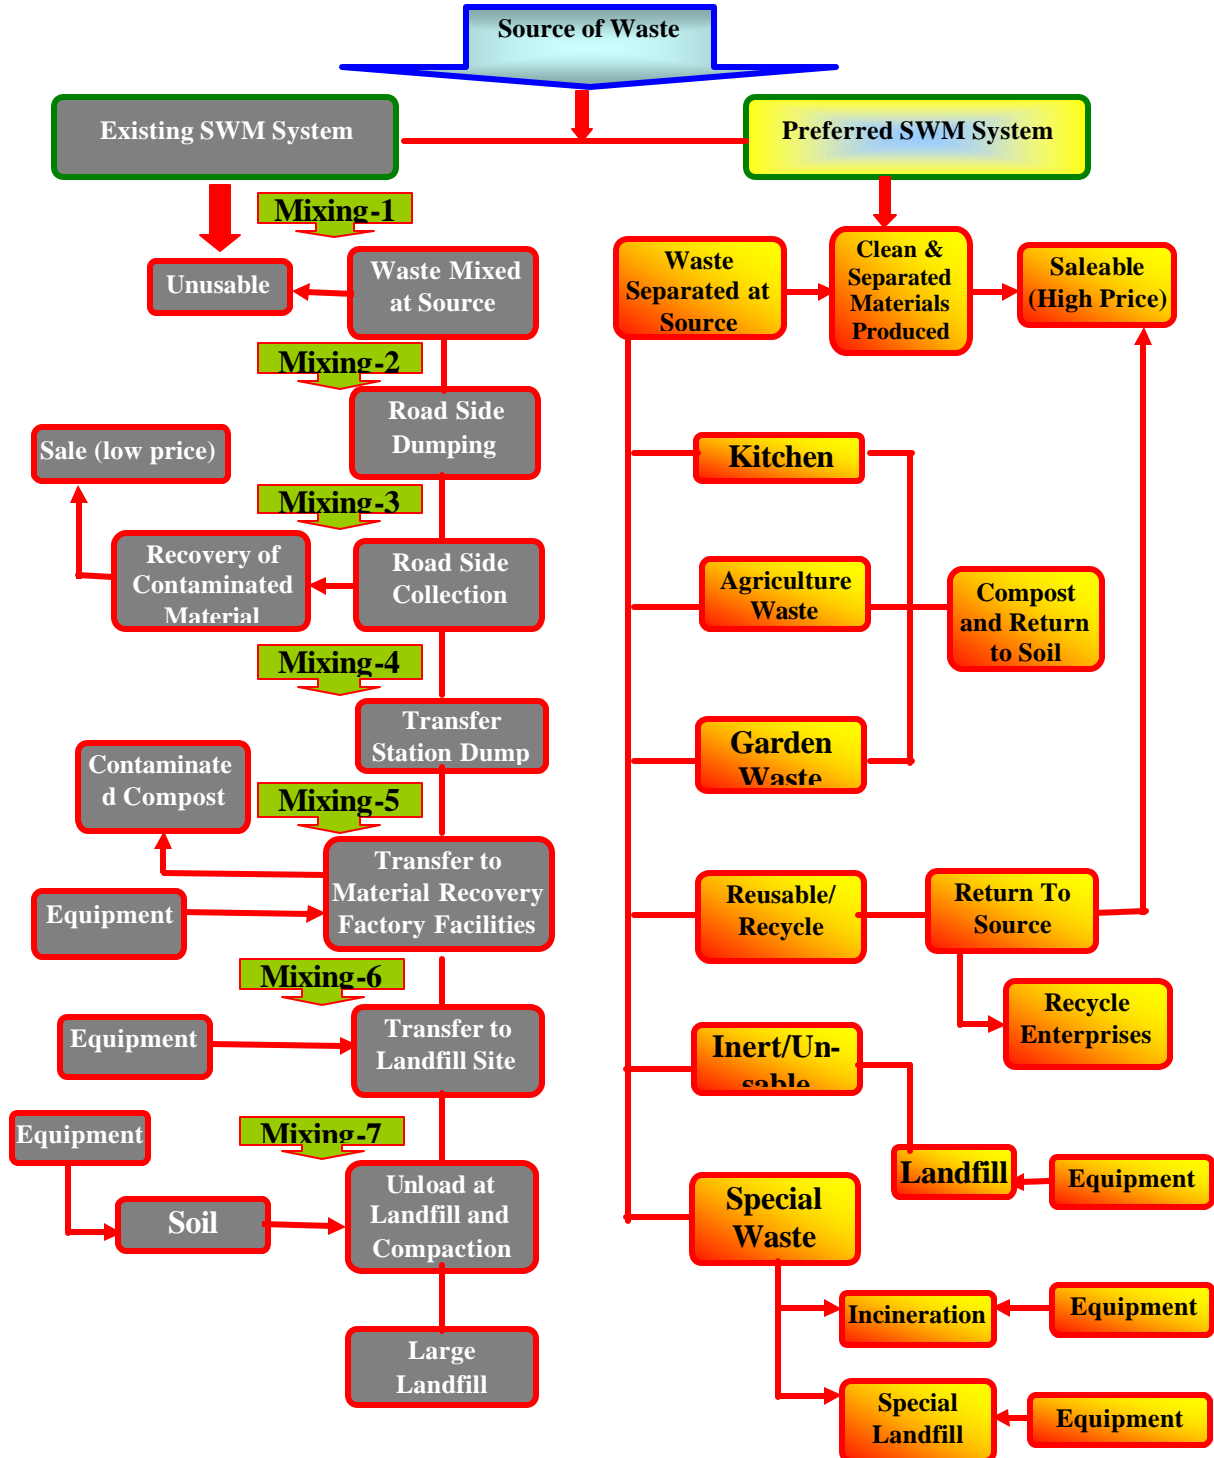 Source of Waste
Existing SWM System
Preferred SWM System
Mixing-1
Unusable
Waste Mixed
at Source
Mixing-2
Road Side
Dumping
Sale (low price)
Mixing-3
Recovery of
Contaminated
Material
Road Side
Collection
Mixing-4
Transfer
Station Dump
Contaminate
d Compost
Mixing-5
Transfer to
Material Recovery
Factory Facilities
Equipment
Mixing-6
Equipment
Transfer to
Landfill Site
Equipment
Mixing-7
Soil
Unload at
Landfill and
Compaction
Large
Landfill
Waste
Separated at
Source
Clean &
Separated
Materials
Produced
Saleable
(High Price)
Kitchen
Agriculture
Waste
Compost
and Return
to Soil
Garden
Waste
Reusable/
Recycle
Return To
Source
Recycle
Enterprises
Inert/Un-
sable
Landfill
Equipment
Special
Waste
Incineration
Equipment
Special
Landfill
Equipment